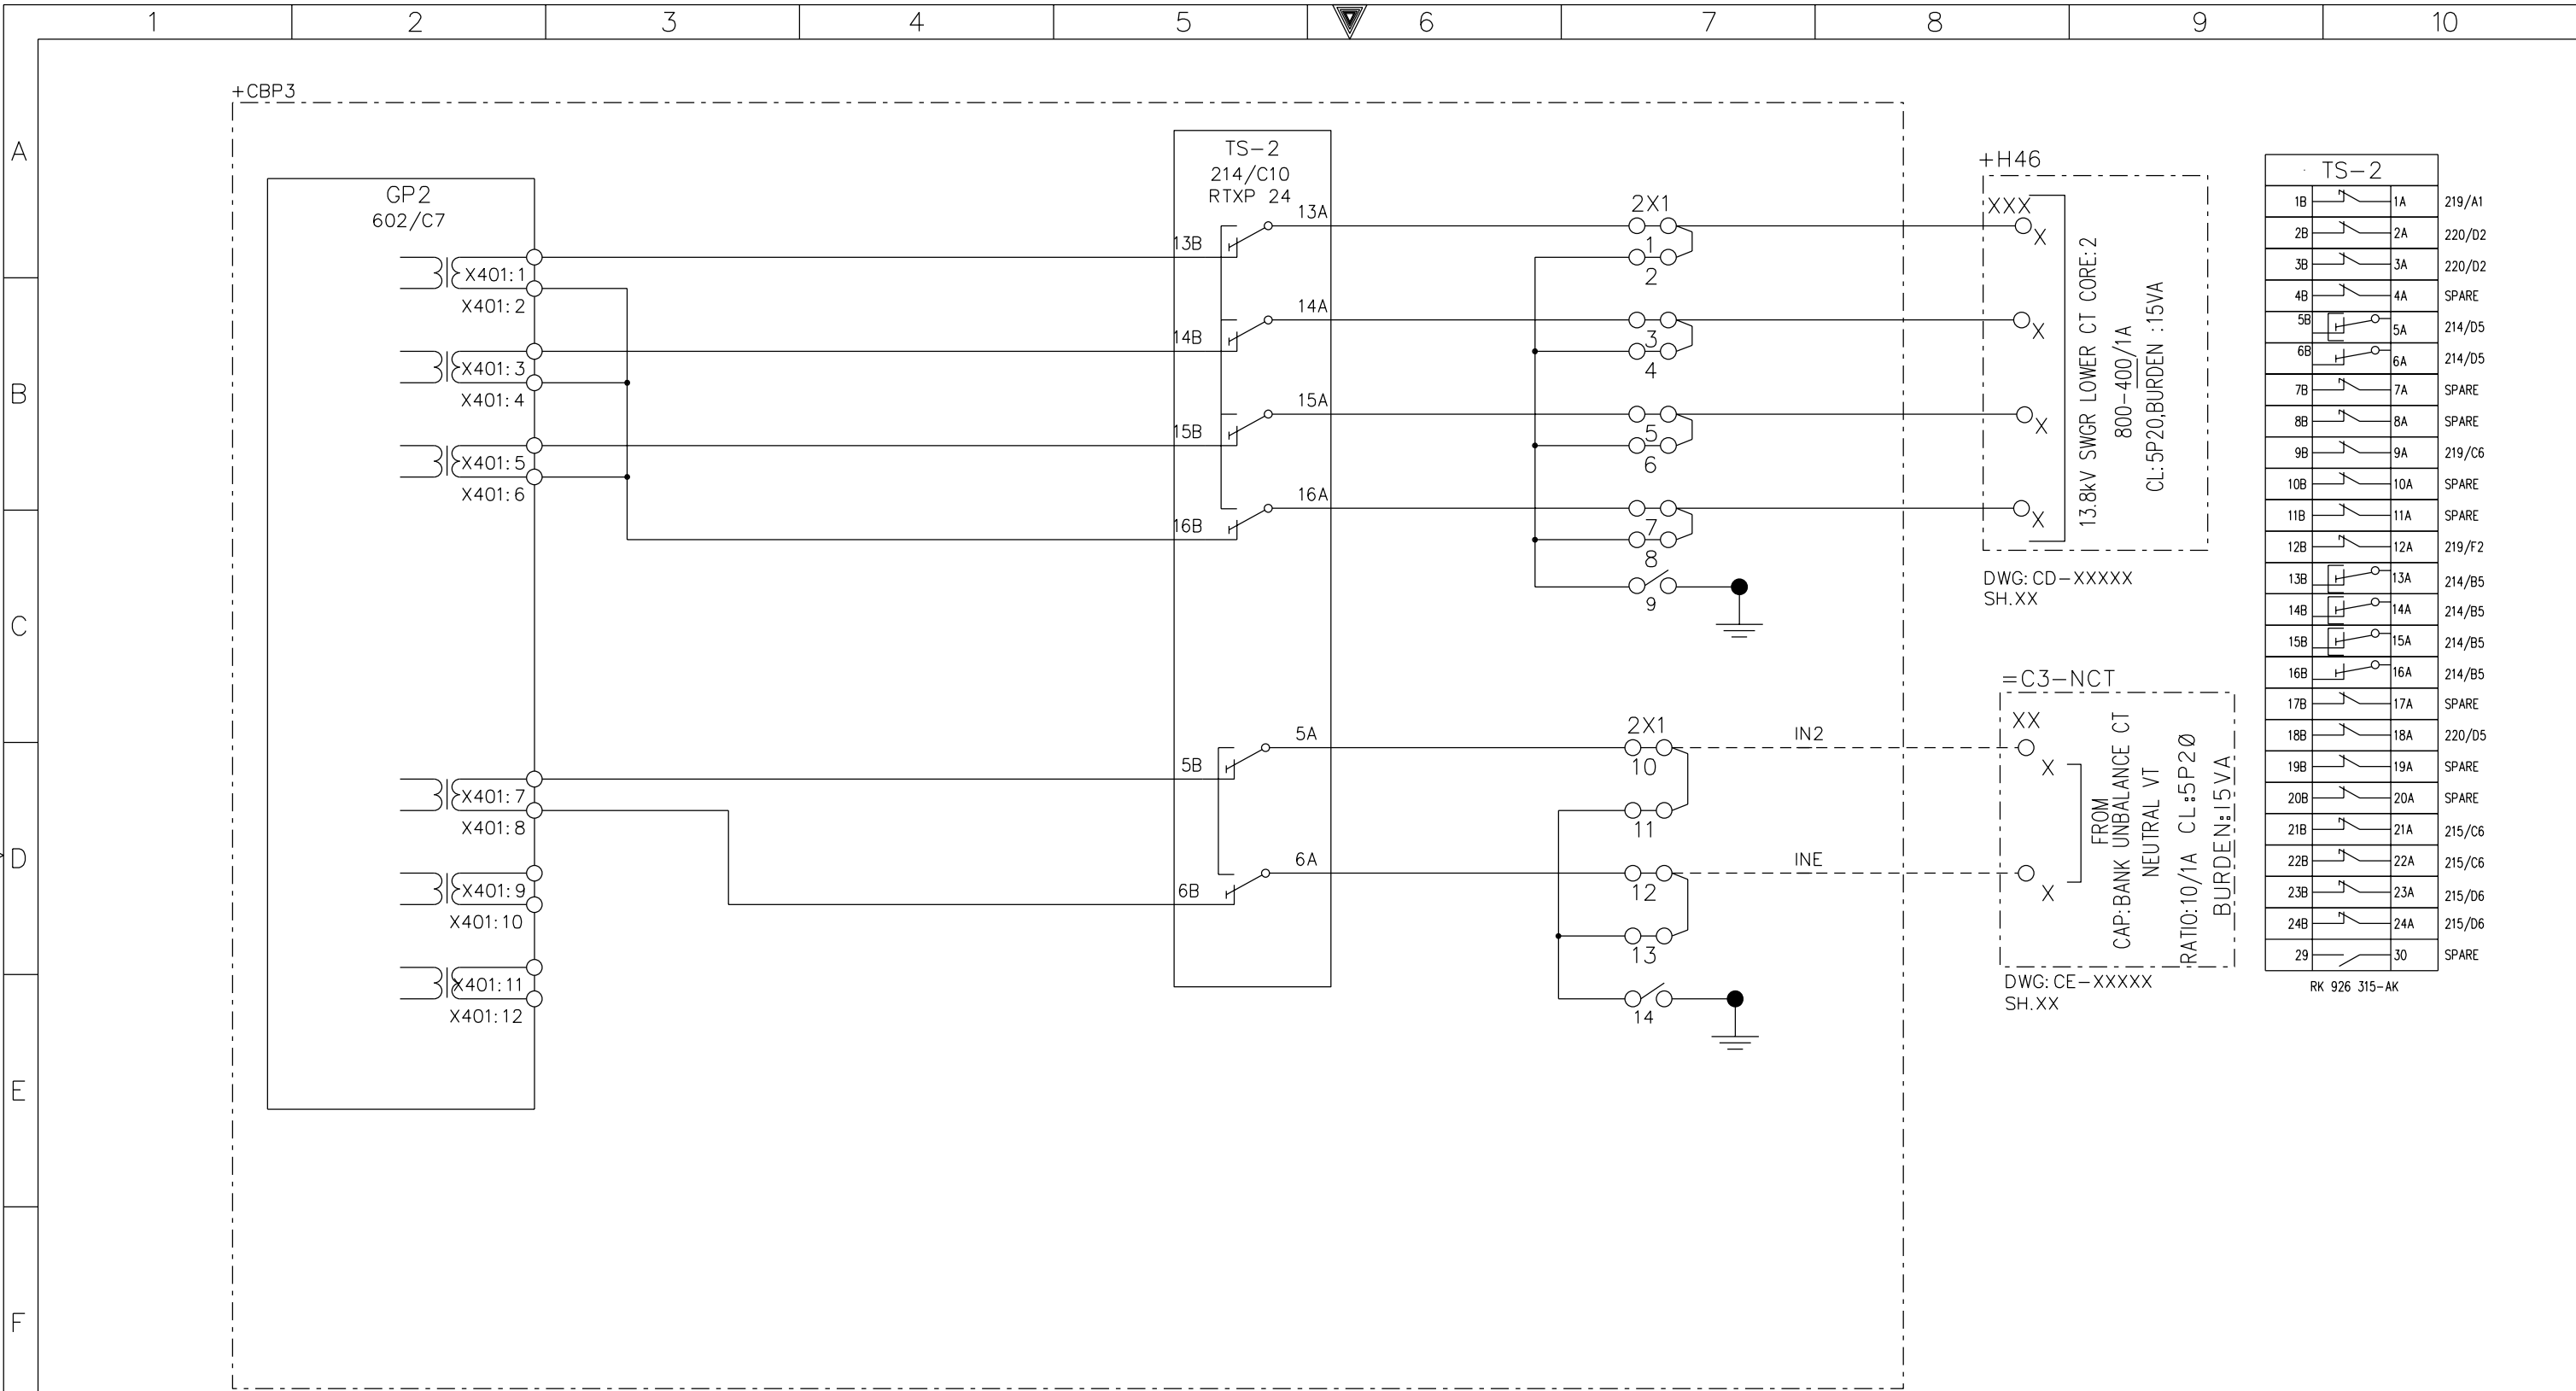 1 2 3 4 5 6 7 8 9 10
A
B
C
D
E
F
+CBP3
GP2
602/C7
X401:1
X401:2
X401:3
X401:4
X401:5
X401:6
X401:7
X401:8
X401:9
X401:10
X401:11
X401:12
TS-2
214/C10
RTXP 24
13A
13B
14A
14B
15A
15B
16A
16B
5A
5B
6A
6B
2X1
1
2
3
4
5
6
7
8
9
2X1
10
11
12
13
14
IN2
INE
+H46
XXX
X
X
X
X
13.8kV SWGR LOWER CT CORE:2
800-400/1A
CL:5P20,BURDEN :15VA
DWG: CD-XXXXX
SH.XX
=C3-NCT
XX
X
X
FROM
CAP:BANK UNBALANCE CT
NEUTRAL VT
RATIO:10/1A CL:5P20
BURDEN:15VA
DWG: CE-XXXXX
SH.XX
TS-2
1B 1A 219/A1
2B 2A 220/D2
3B 3A 220/D2
4B 4A SPARE
5B 5A 214/D5
6B 6A 214/D5
7B 7A SPARE
8B 8A SPARE
9B 9A 219/C6
10B 10A SPARE
11B 11A SPARE
12B 12A 219/F2
13B 13A 214/B5
14B 14A 214/B5
15B 15A 214/B5
16B 16A 214/B5
17B 17A SPARE
18B 18A 220/D5
19B 19A SPARE
20B 20A SPARE
21B 21A 215/C6
22B 22A 215/C6
23B 23A 215/D6
24B 24A 215/D6
29 30 SPARE
RK 926 315-AK